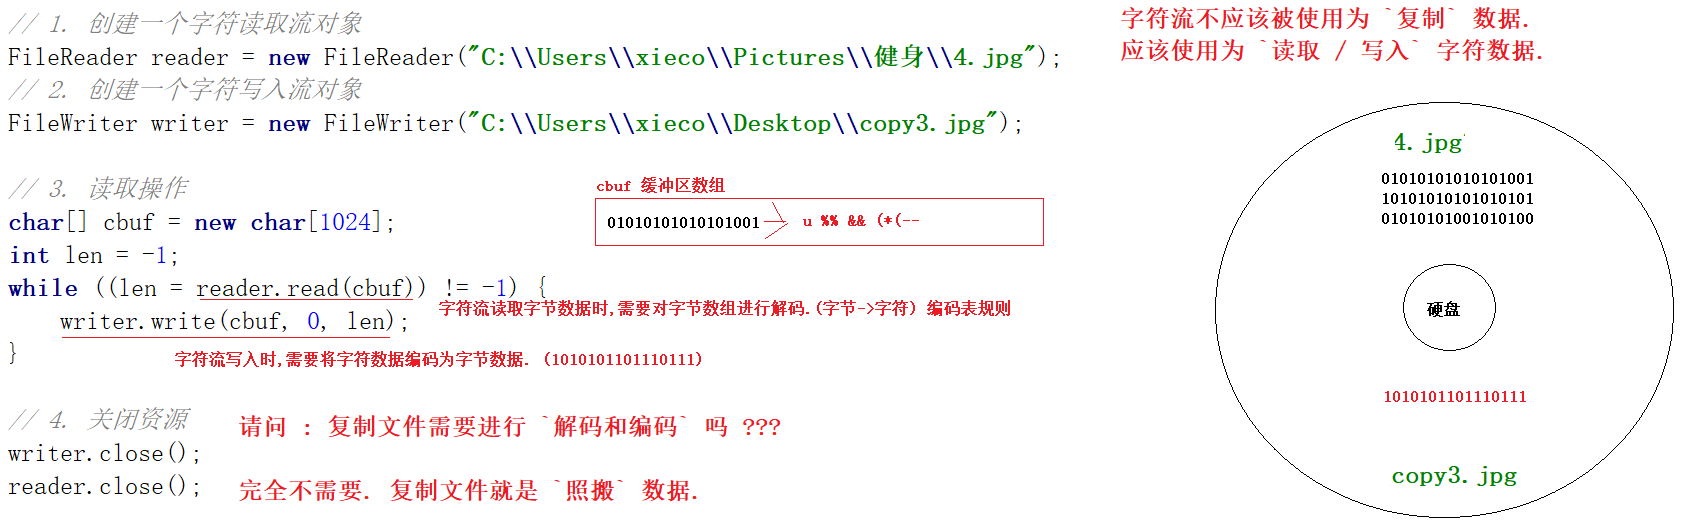 // 1. 创建一个字符读取流对象
FileReader reader = new FileReader("C:\\Users\\xieco\\Pictures\\健身\\4.jpg");
// 2. 创建一个字符写入流对象
FileWriter writer = new FileWriter("C:\\Users\\xieco\\Desktop\\copy3.jpg");
// 3. 读取操作
char[] cbuf = new char[1024];
int len = -1;
while ((len = reader.read(cbuf)) != -1) {
writer.write(cbuf, 0, len);
}
// 4. 关闭资源
writer.close();
reader.close();
cbuf 缓冲区数组
01010101010101001 u %% && (*(--
字符流读取字节数据时,需要对字节数组进行解码.(字节->字符) 编码表规则
字符流写入时,需要将字符数据编码为字节数据. (1010101101110111)
请问 : 复制文件需要进行 `解码和编码` 吗 ???
完全不需要. 复制文件就是 `照搬` 数据.
字符流不应该被使用为 `复制` 数据.
应该使用为 `读取 / 写入` 字符数据.
4.jpg
01010101010101001
10101010101010101
01010101001010100
硬盘
1010101101110111
copy3.jpg